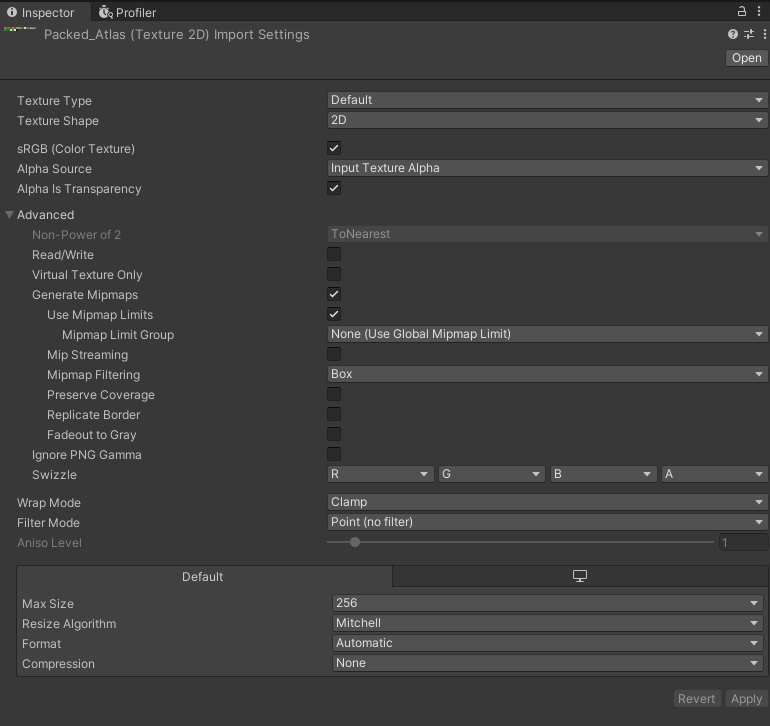 Inspector Profiler
Packed_Atlas (Texture 2D) Import Settings
Open
Texture Type Default
Texture Shape 2D
sRGB (Color Texture)
Alpha Source Input Texture Alpha
Alpha Is Transparency
Advanced
Non-Power of 2 ToNearest
Read/Write
Virtual Texture Only
Generate Mipmaps
Use Mipmap Limits
Mipmap Limit Group None (Use Global Mipmap Limit)
Mip Streaming
Mipmap Filtering Box
Preserve Coverage
Replicate Border
Fadeout to Gray
Ignore PNG Gamma
Swizzle R G B A
Wrap Mode Clamp
Filter Mode Point (no filter)
Aniso Level 1
Default
Max Size 256
Resize Algorithm Mitchell
Format Automatic
Compression None
Revert Apply